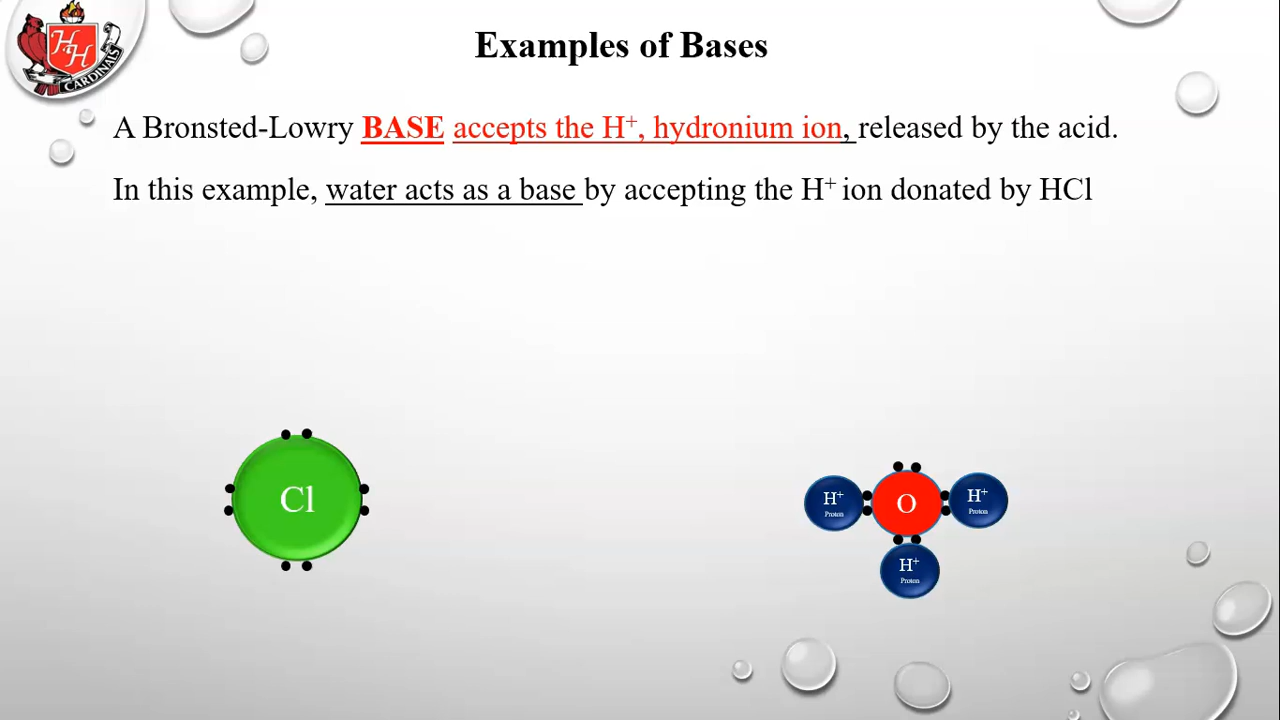 H H
CARDINALS
Examples of Bases
A Bronsted-Lowry BASE accepts the H⁺, hydronium ion, released by the acid.
In this example, water acts as a base by accepting the H⁺ ion donated by HCl
Cl
H⁺
Proton
O
H⁺
Proton
H⁺
Proton